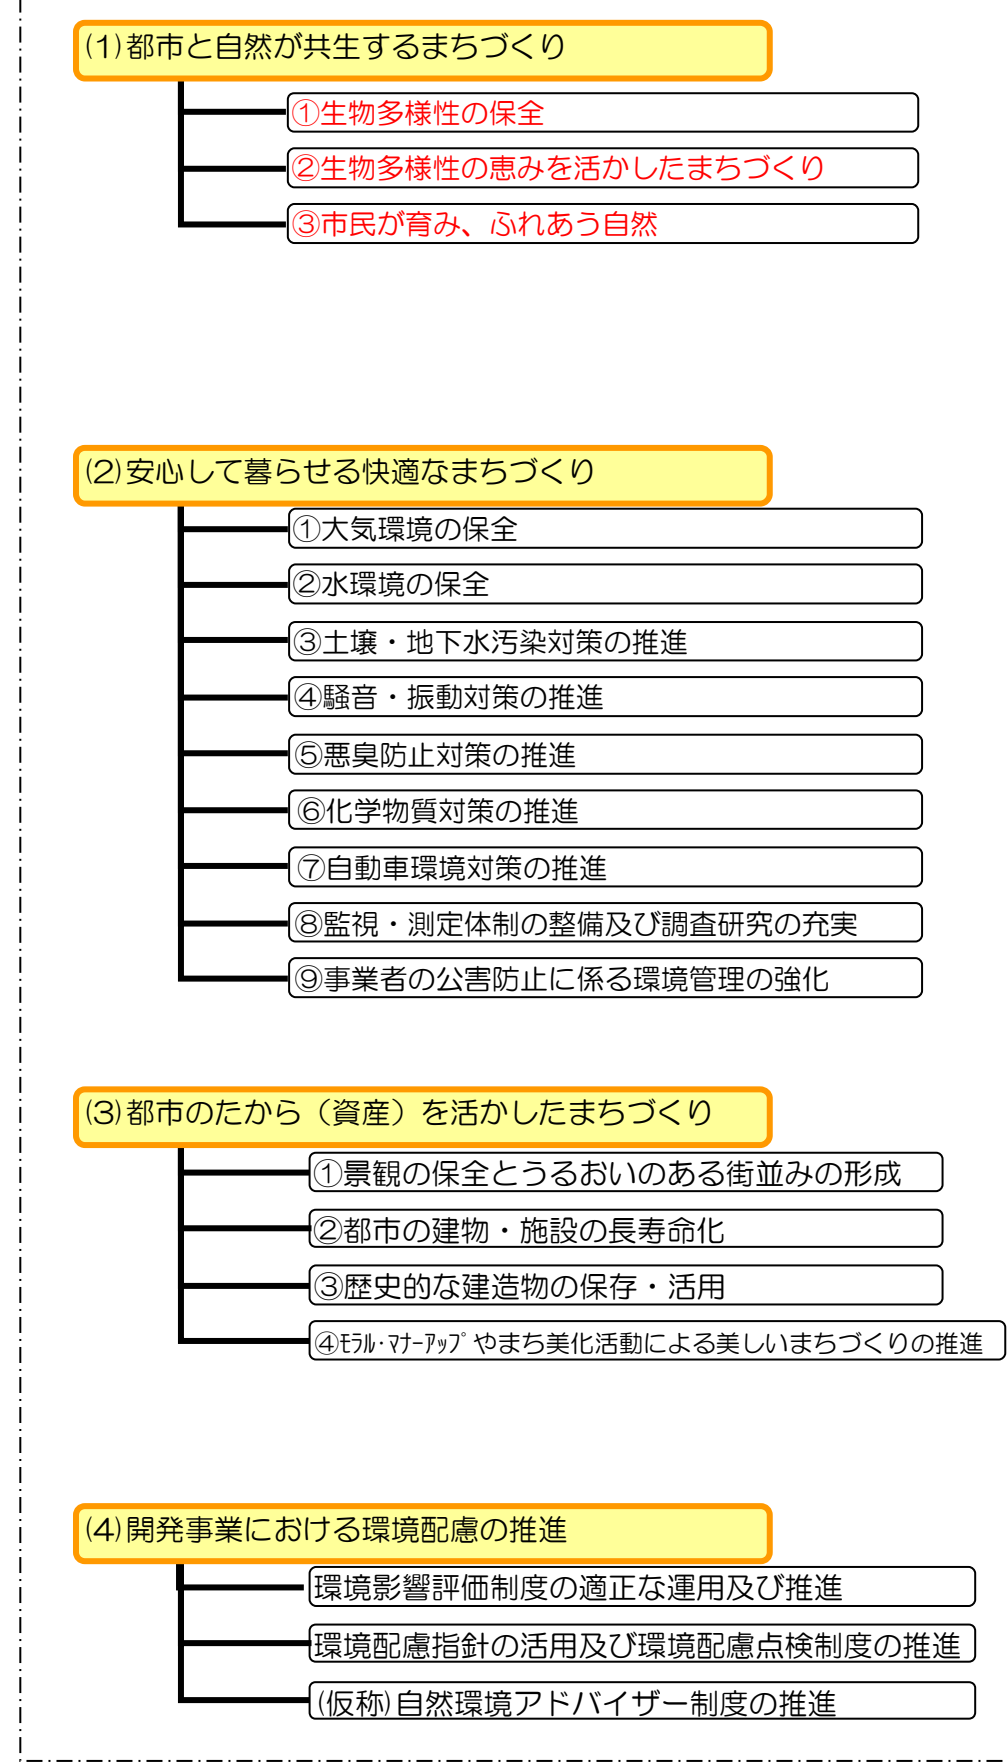 (1)都市と自然が共生するまちづくり
①生物多様性の保全
②生物多様性の恵みを活かしたまちづくり
③市民が育み、ふれあう自然
(2)安心して暮らせる快適なまちづくり
①大気環境の保全
②水環境の保全
③土壌・地下水汚染対策の推進
④騒音・振動対策の推進
⑤悪臭防止対策の推進
⑥化学物質対策の推進
⑦自動車環境対策の推進
⑧監視・測定体制の整備及び調査研究の充実
⑨事業者の公害防止に係る環境管理の強化
(3)都市のたから（資産）を活かしたまちづくり
①景観の保全とうるおいのある街並みの形成
②都市の建物・施設の長寿命化
③歴史的な建造物の保存・活用
④ﾓﾗﾙ･ﾏﾅｰｱｯﾌﾟやまち美化活動による美しいまちづくりの推進
(4)開発事業における環境配慮の推進
環境影響評価制度の適正な運用及び推進
環境配慮指針の活用及び環境配慮点検制度の推進
(仮称)自然環境アドバイザー制度の推進